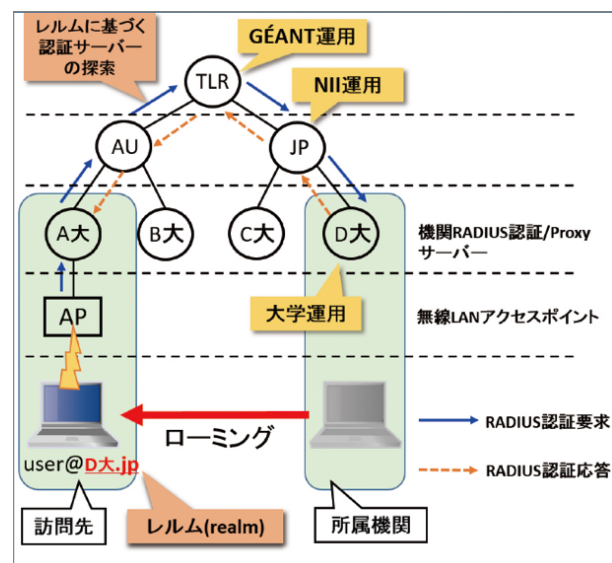 レルムに基づく
認証サーバー
の探索
GÉANT運用
TLR
NII運用
AU
JP
A大
B大
C大
D大
機関RADIUS認証/Proxy
サーバー
大学運用
AP
無線LANアクセスポイント
ローミング
user@D大.jp
RADIUS認証要求
RADIUS認証応答
訪問先
レルム(realm)
所属機関